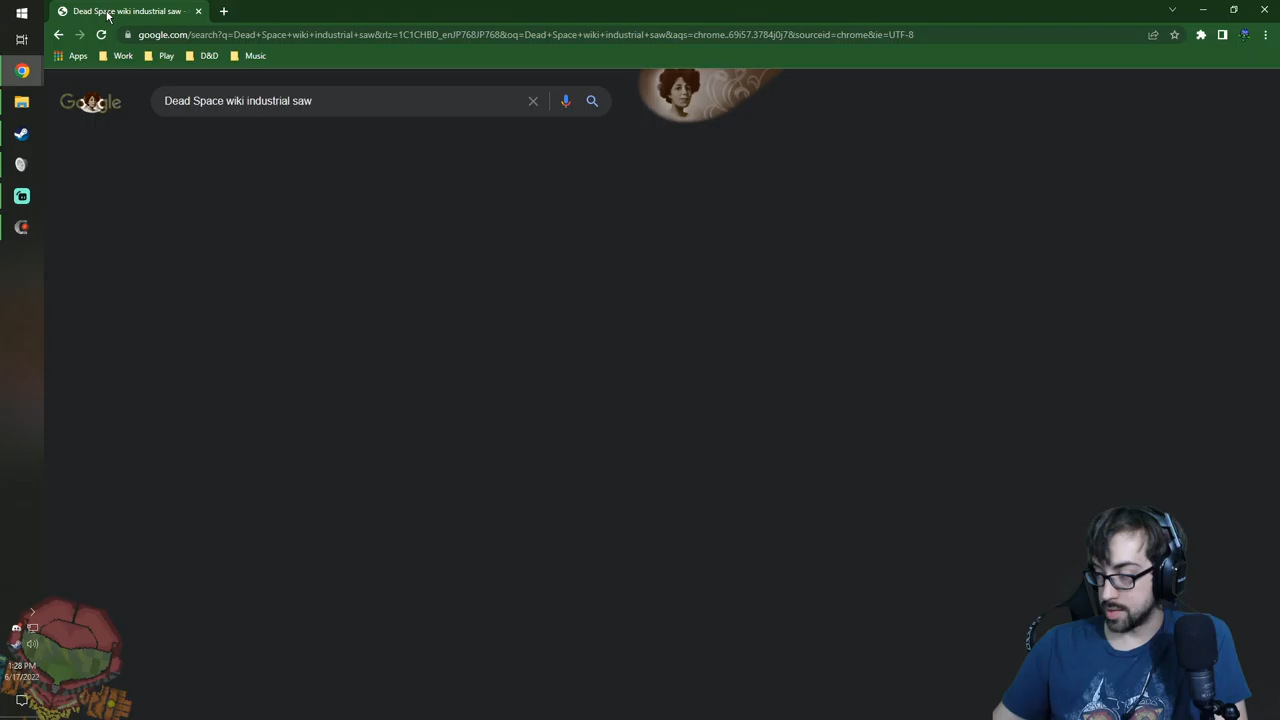 Dead Space wiki industrial saw -
google.com/search?q=Dead+Space+wiki+industrial+saw&rlz=1C1CHBD_enJP768JP768&oq=Dead+Space+wiki+industrial+saw&aqs=chrome..69i57.3784j0j7&sourceid=chrome&ie=UTF-8
Apps Work Play D&D Music
Google Dead Space wiki industrial saw
1:28 PM
6/17/2022